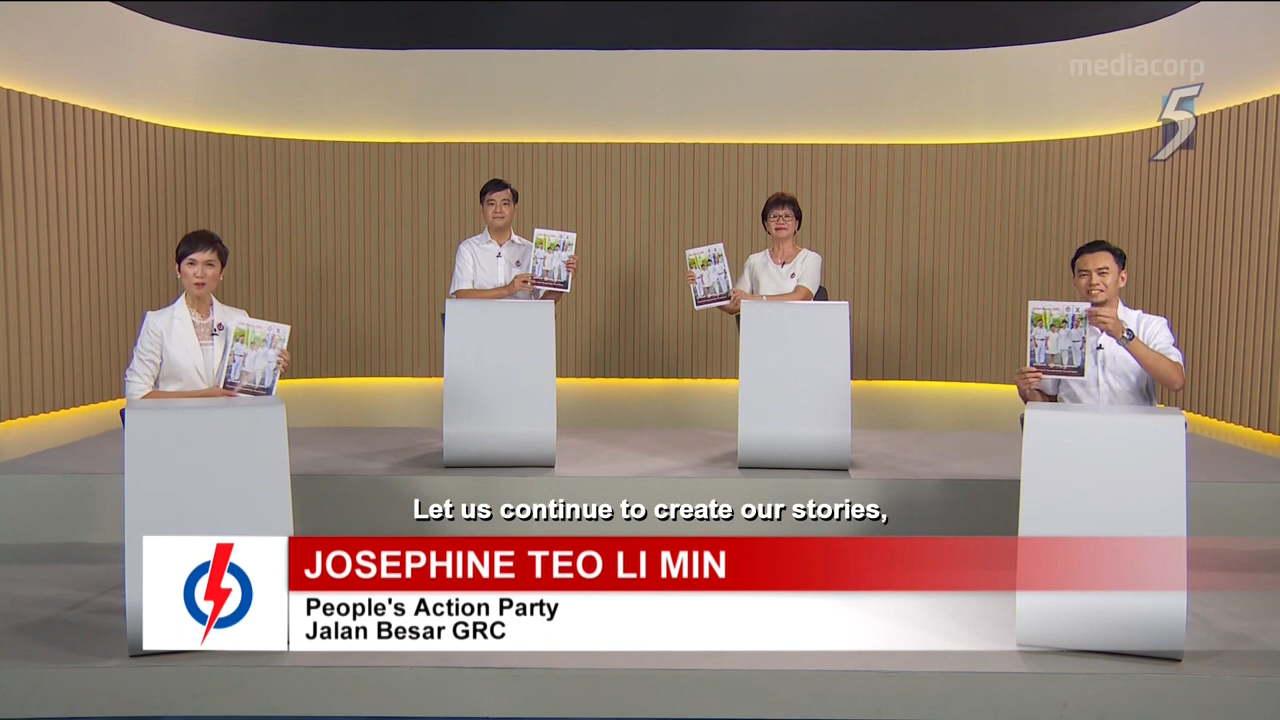 mediacorp
5
Let us continue to create our stories,
JOSEPHINE TEO LI MIN
People's Action Party
Jalan Besar GRC